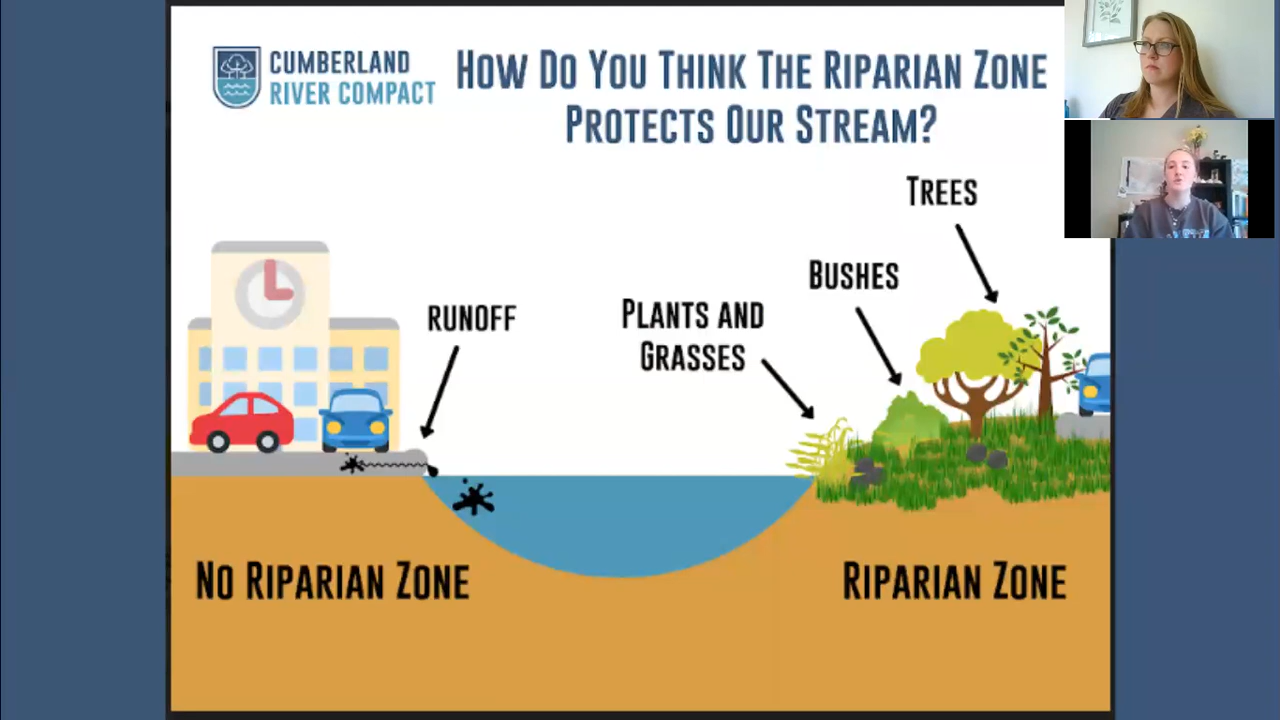 CUMBERLAND
RIVER COMPACT
HOW DO YOU THINK THE RIPARIAN ZONE
PROTECTS OUR STREAM?
TREES
BUSHES
RUNOFF
PLANTS AND
GRASSES
NO RIPARIAN ZONE
RIPARIAN ZONE